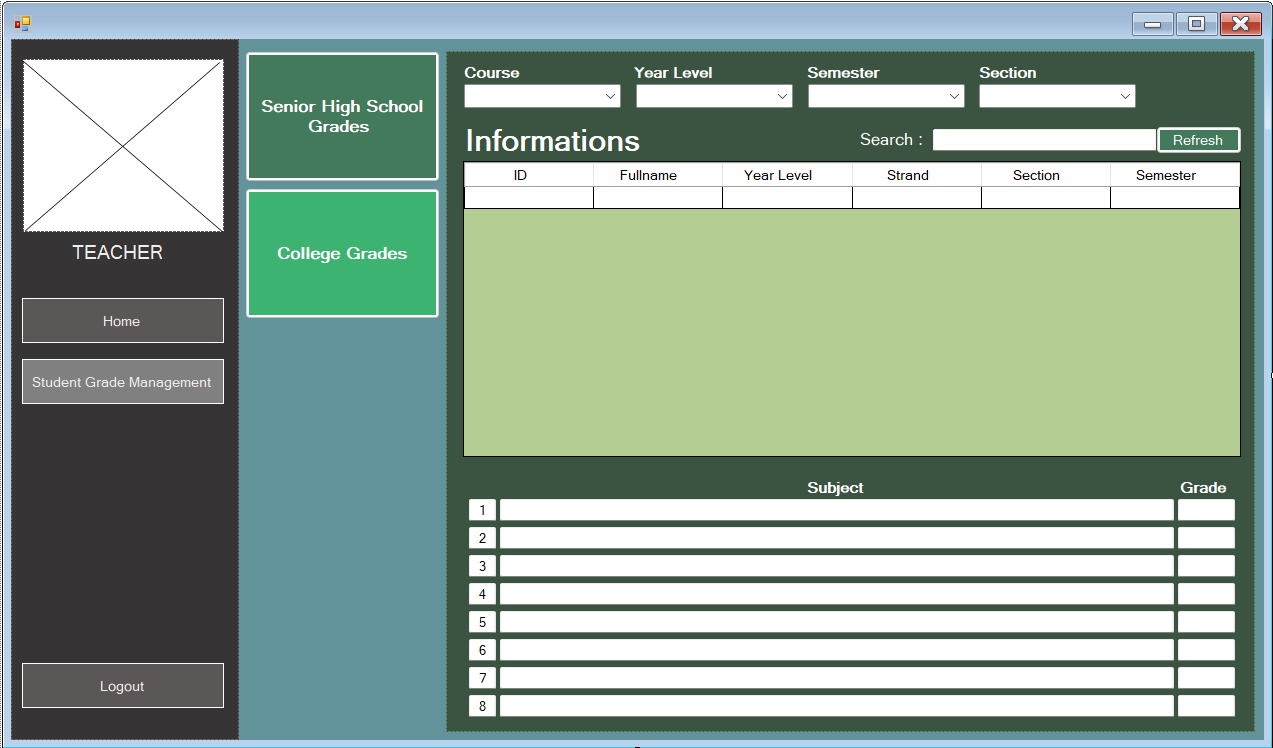 TEACHER
Home
Student Grade Management
Logout
Senior High School
Grades
College Grades
Course Year Level Semester Section
Informations Search : Refresh
ID Fullname Year Level Strand Section Semester
Subject Grade
1
2
3
4
5
6
7
8